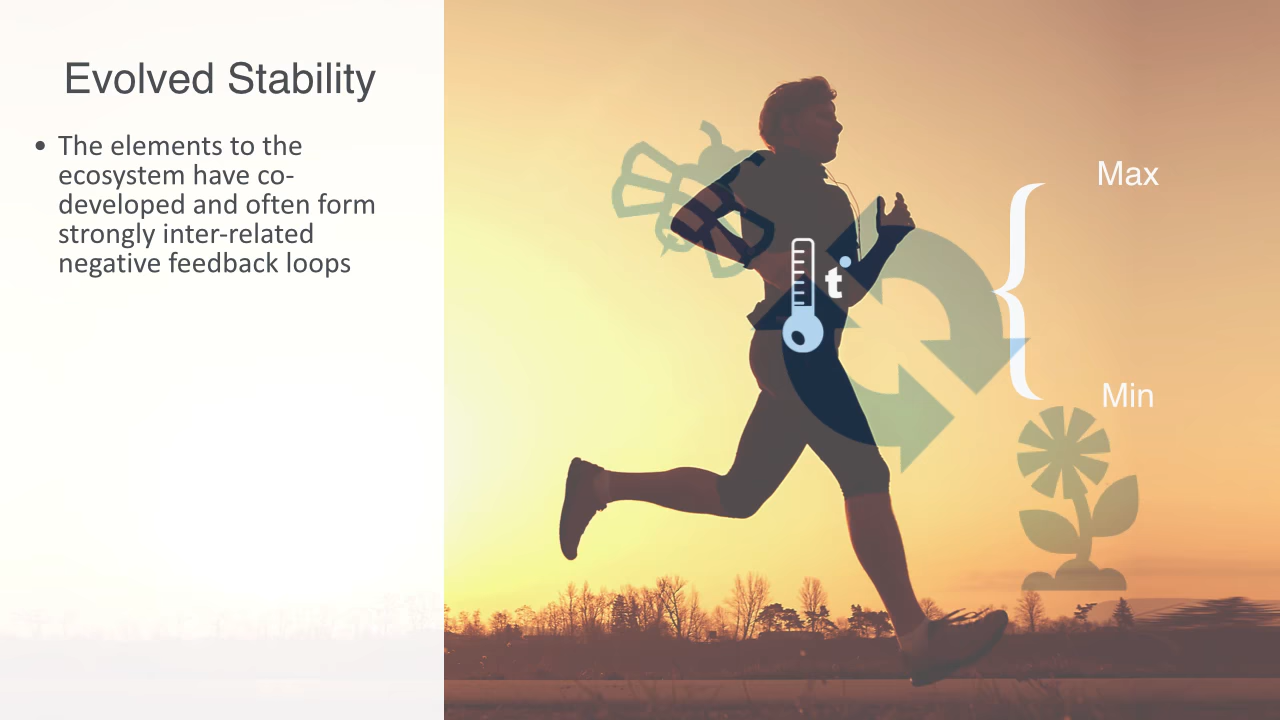 Evolved Stability
• The elements to the
ecosystem have co-
developed and often form
strongly inter-related
negative feedback loops
Max
t
Min